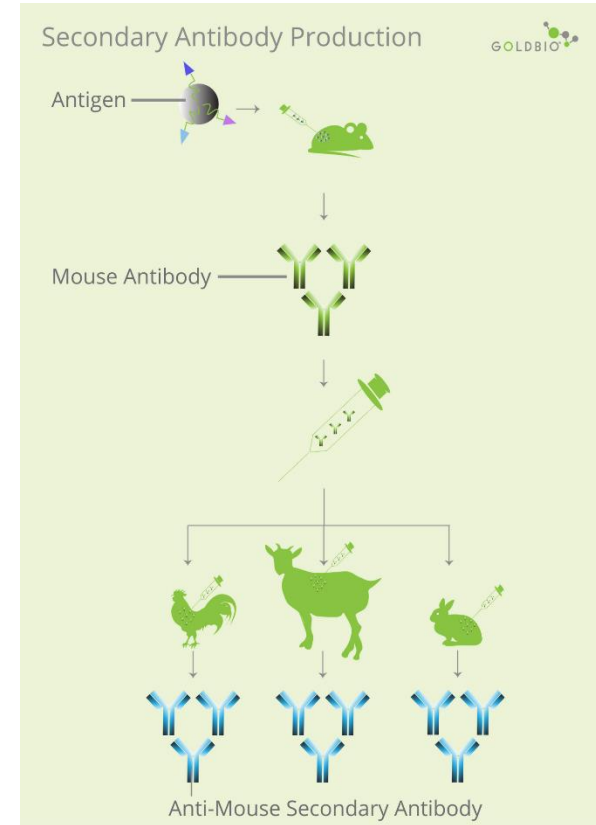 Secondary Antibody Production
GOLDBIO
Antigen
Mouse Antibody
Anti-Mouse Secondary Antibody